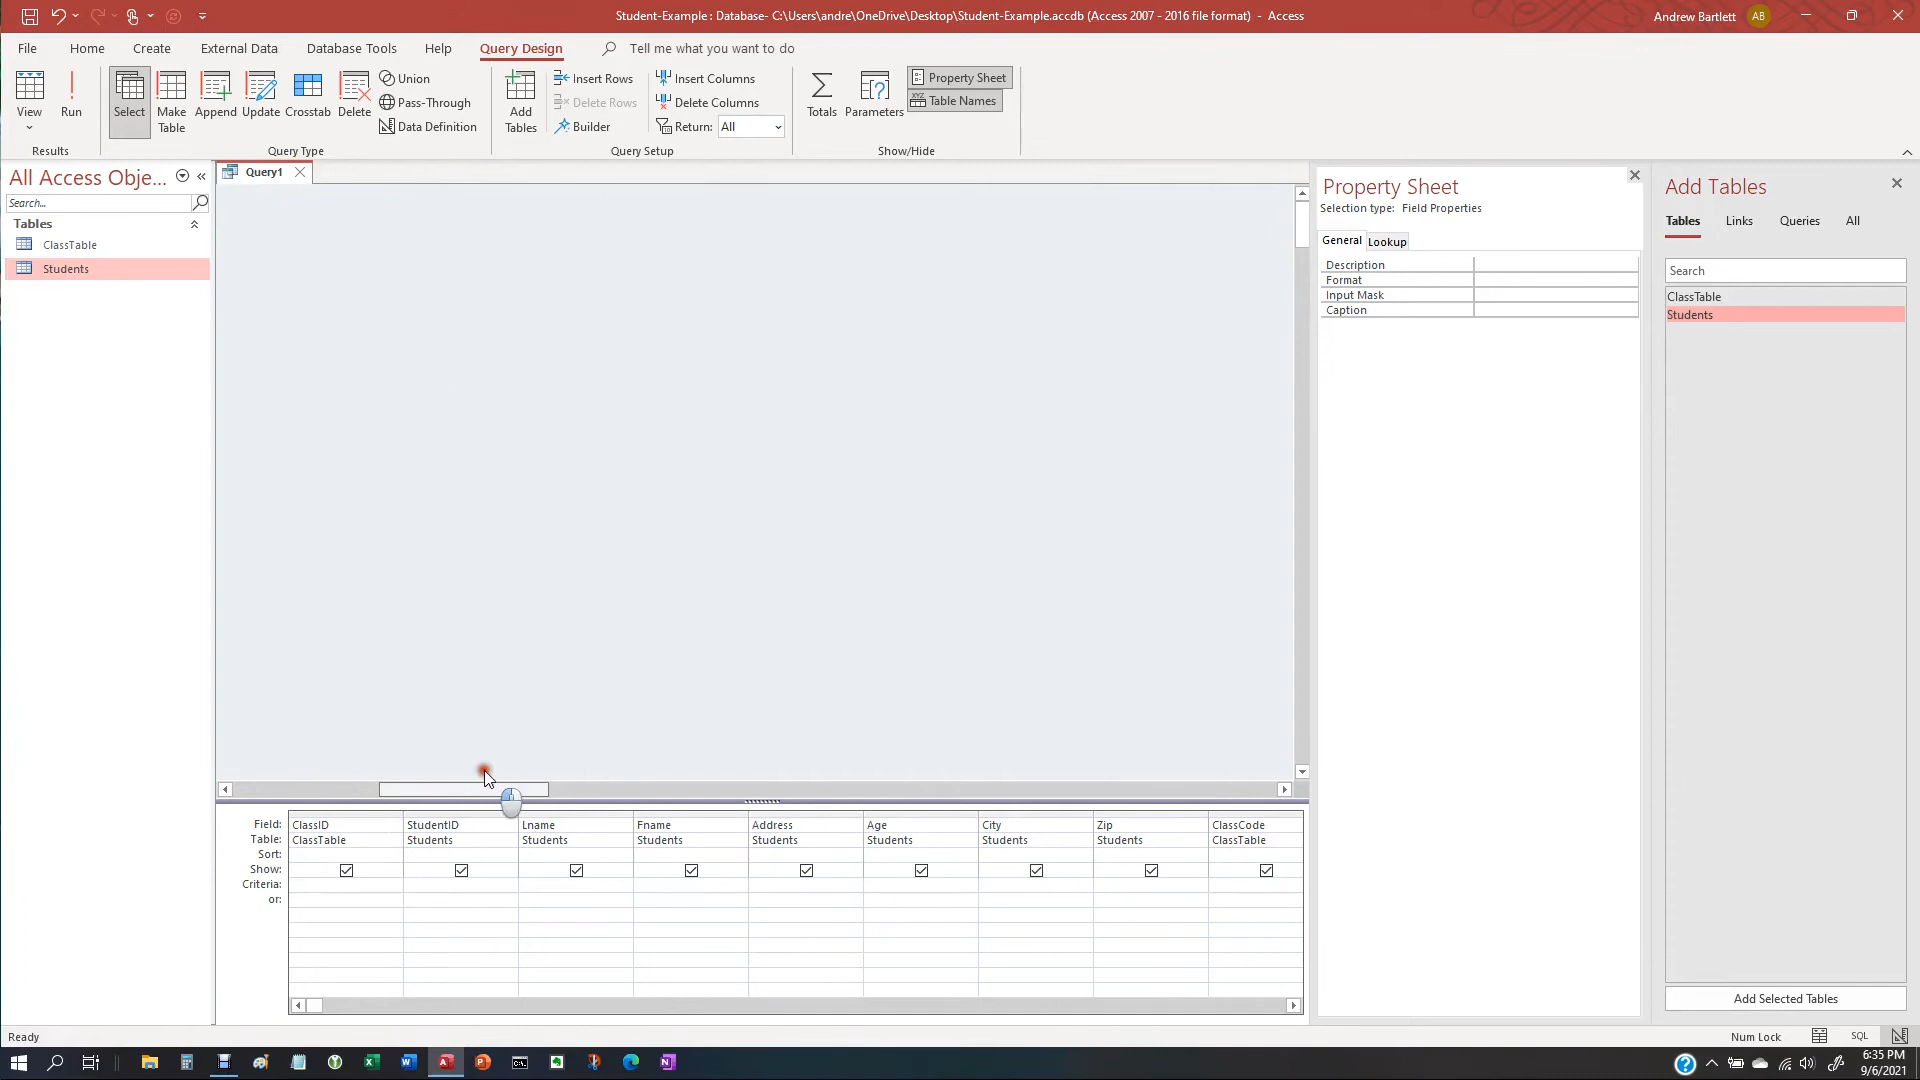 Student-Example : Database- C:\Users\andre\OneDrive\Desktop\Student-Example.accdb (Access 2007 - 2016 file format) - Access
Andrew Bartlett AB
File Home Create External Data Database Tools Help Query Design Tell me what you want to do
View Run Select Make Table Append Update Crosstab Delete
Union
Pass-Through
Data Definition
Add Tables
Insert Rows
Delete Rows
Builder
Insert Columns
Delete Columns
Return: All
Totals Parameters
Property Sheet
XYZ Table Names
Results Query Type Query Setup Show/Hide
All Access Obje...
Search...
Tables
ClassTable
Students
Query1
Property Sheet
Selection type: Field Properties
General Lookup
Description
Format
Input Mask
Caption
Add Tables
Tables Links Queries All
Search
ClassTable
Students
Add Selected Tables
Field: ClassID StudentID Lname Fname Address Age City Zip ClassCode
Table: ClassTable Students Students Students Students Students Students Students ClassTable
Sort:
Show:
Criteria:
or:
Ready
Num Lock SQL
6:35 PM
9/6/2021